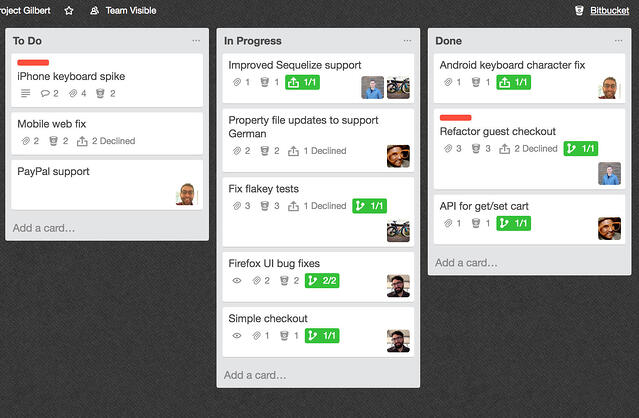 roject Gilbert Team Visible Bitbucket
To Do
iPhone keyboard spike
2 4 2
Mobile web fix
2 2 2 Declined
PayPal support
Add a card…
In Progress
Improved Sequelize support
1 1 1/1
Property file updates to support
German
2 2 1 Declined
Fix flakey tests
3 3 1 Declined 1/1
Firefox UI bug fixes
2 2 2/2
Simple checkout
1 1 1/1
Add a card…
Done
Android keyboard character fix
1 1 1/1
Refactor guest checkout
3 3 2 Declined 1/1
API for get/set cart
1 1 1/1
Add a card…